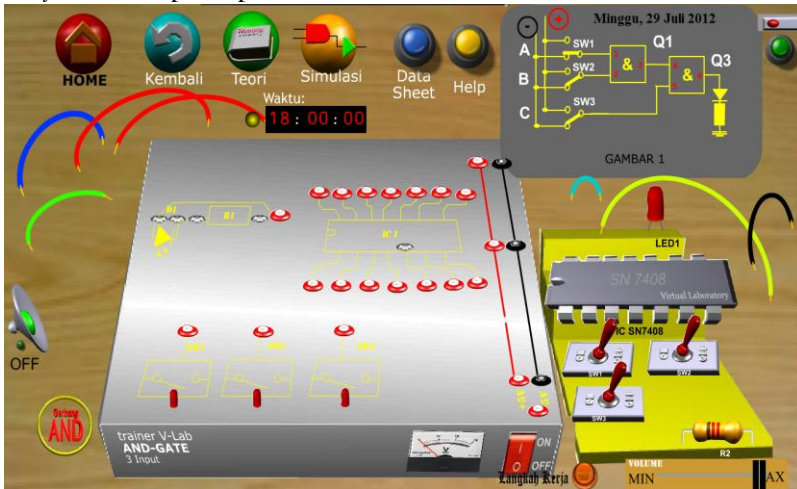 Minggu, 29 Juli 2012
SW1
Q1
A
&
Q3
SW2
B
&
SW3
C
GAMBAR 1
HOME
Kembali
Teori
Simulasi
Data
Sheet
Help
Waktu:
18:00:00
B1
R1
IC 1
LED1
SN 7408
Virtual Laboratory
IC SN7408
SW1
SW2
SW3
R2
OFF
Gerbang
AND
trainer V-Lab
AND-GATE
3 Input
V
I ON
O OFF
Langkah Kerja
VOLUME
MIN
AX